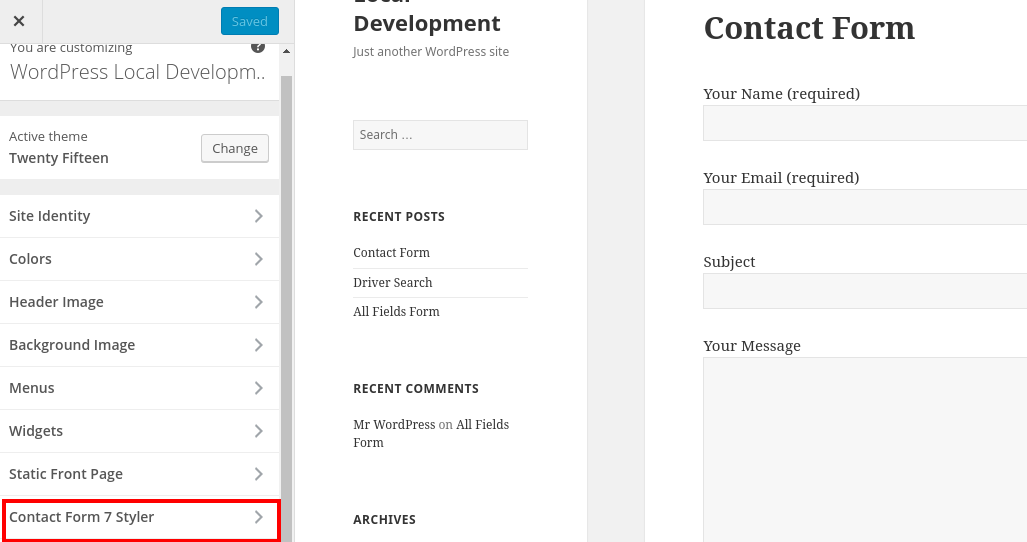 Saved
You are customizing
WordPress Local Developm..
Active theme
Twenty Fifteen
Change
Site Identity
Colors
Header Image
Background Image
Menus
Widgets
Static Front Page
Contact Form 7 Styler
Local
Development
Just another WordPress site
Search …
RECENT POSTS
Contact Form
Driver Search
All Fields Form
RECENT COMMENTS
Mr WordPress on All Fields
Form
ARCHIVES
Contact Form
Your Name (required)
Your Email (required)
Subject
Your Message